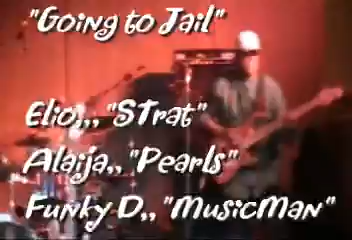 "Going to Jail"
Elio,,, "STrat"
Alaija,, "Pearls"
Funky D,, "MusicMan"